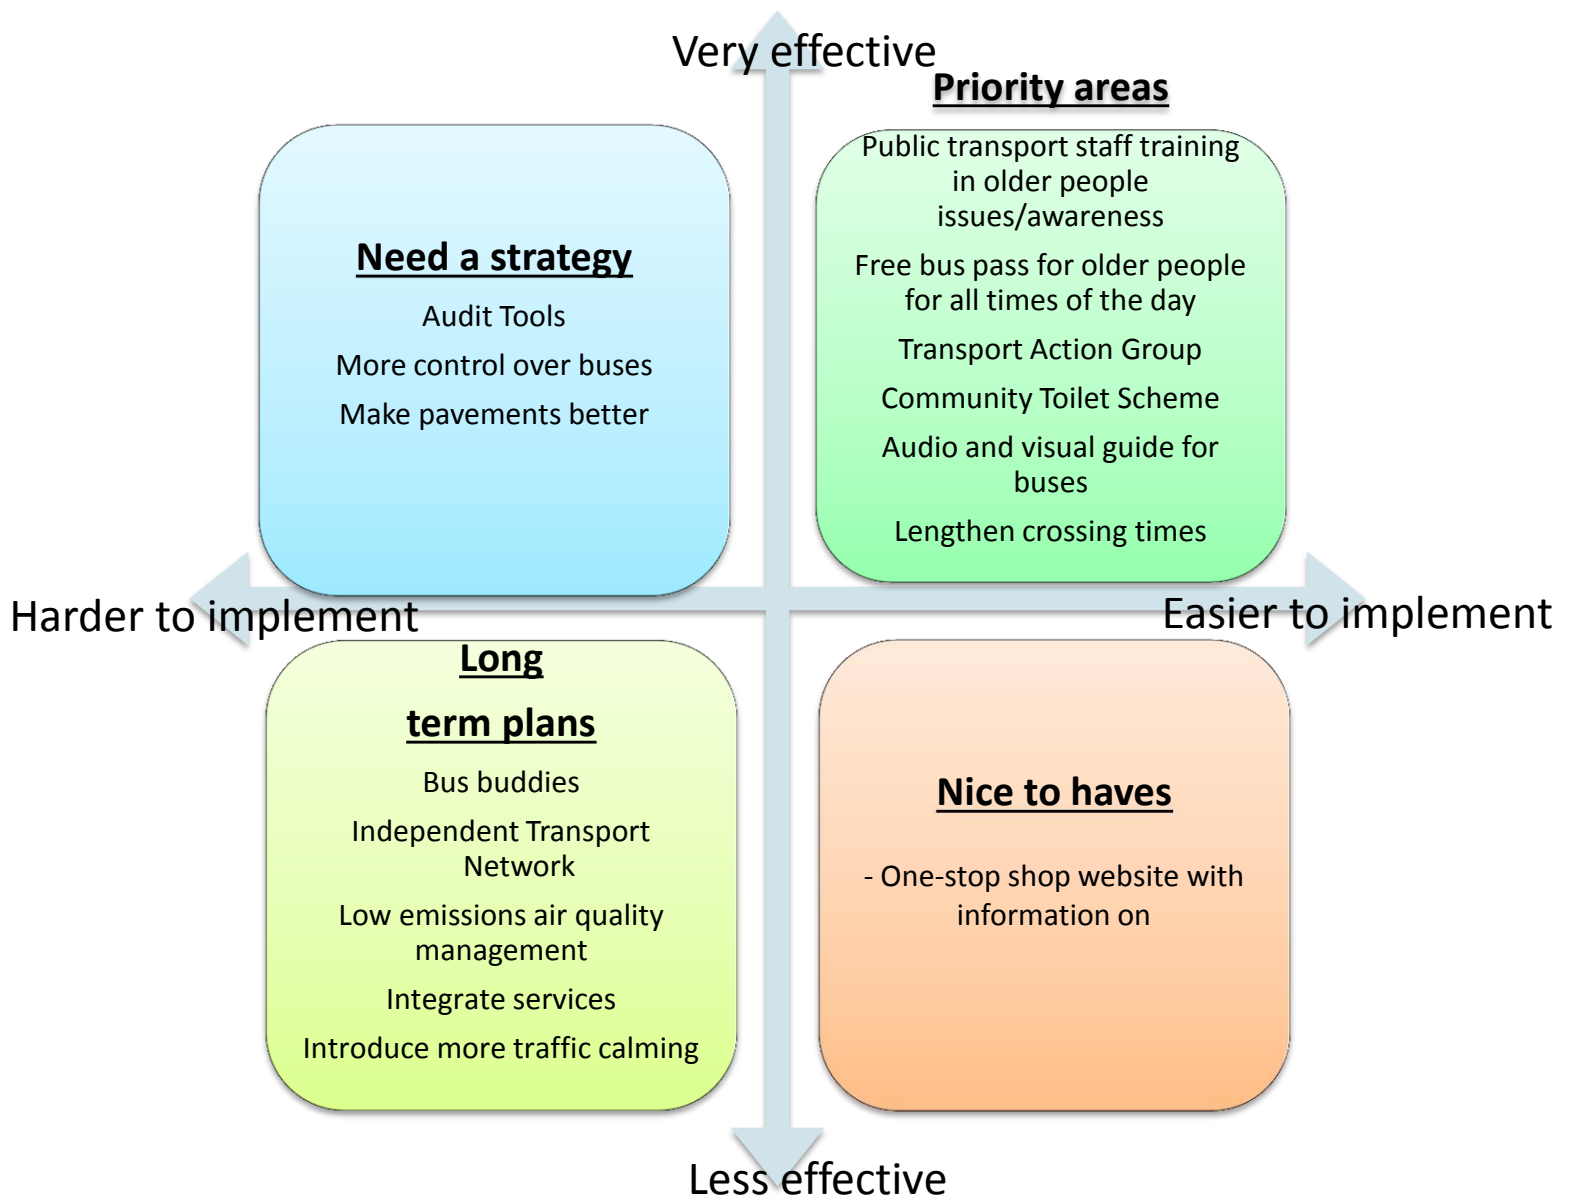 Very effective
Priority areas
Public transport staff training
in older people
issues/awareness
Free bus pass for older people
for all times of the day
Transport Action Group
Community Toilet Scheme
Audio and visual guide for
buses
Lengthen crossing times
Need a strategy
Audit Tools
More control over buses
Make pavements better
Harder to implement
Easier to implement
Long
term plans
Bus buddies
Independent Transport
Network
Low emissions air quality
management
Integrate services
Introduce more traffic calming
Nice to haves
- One-stop shop website with
information on
Less effective